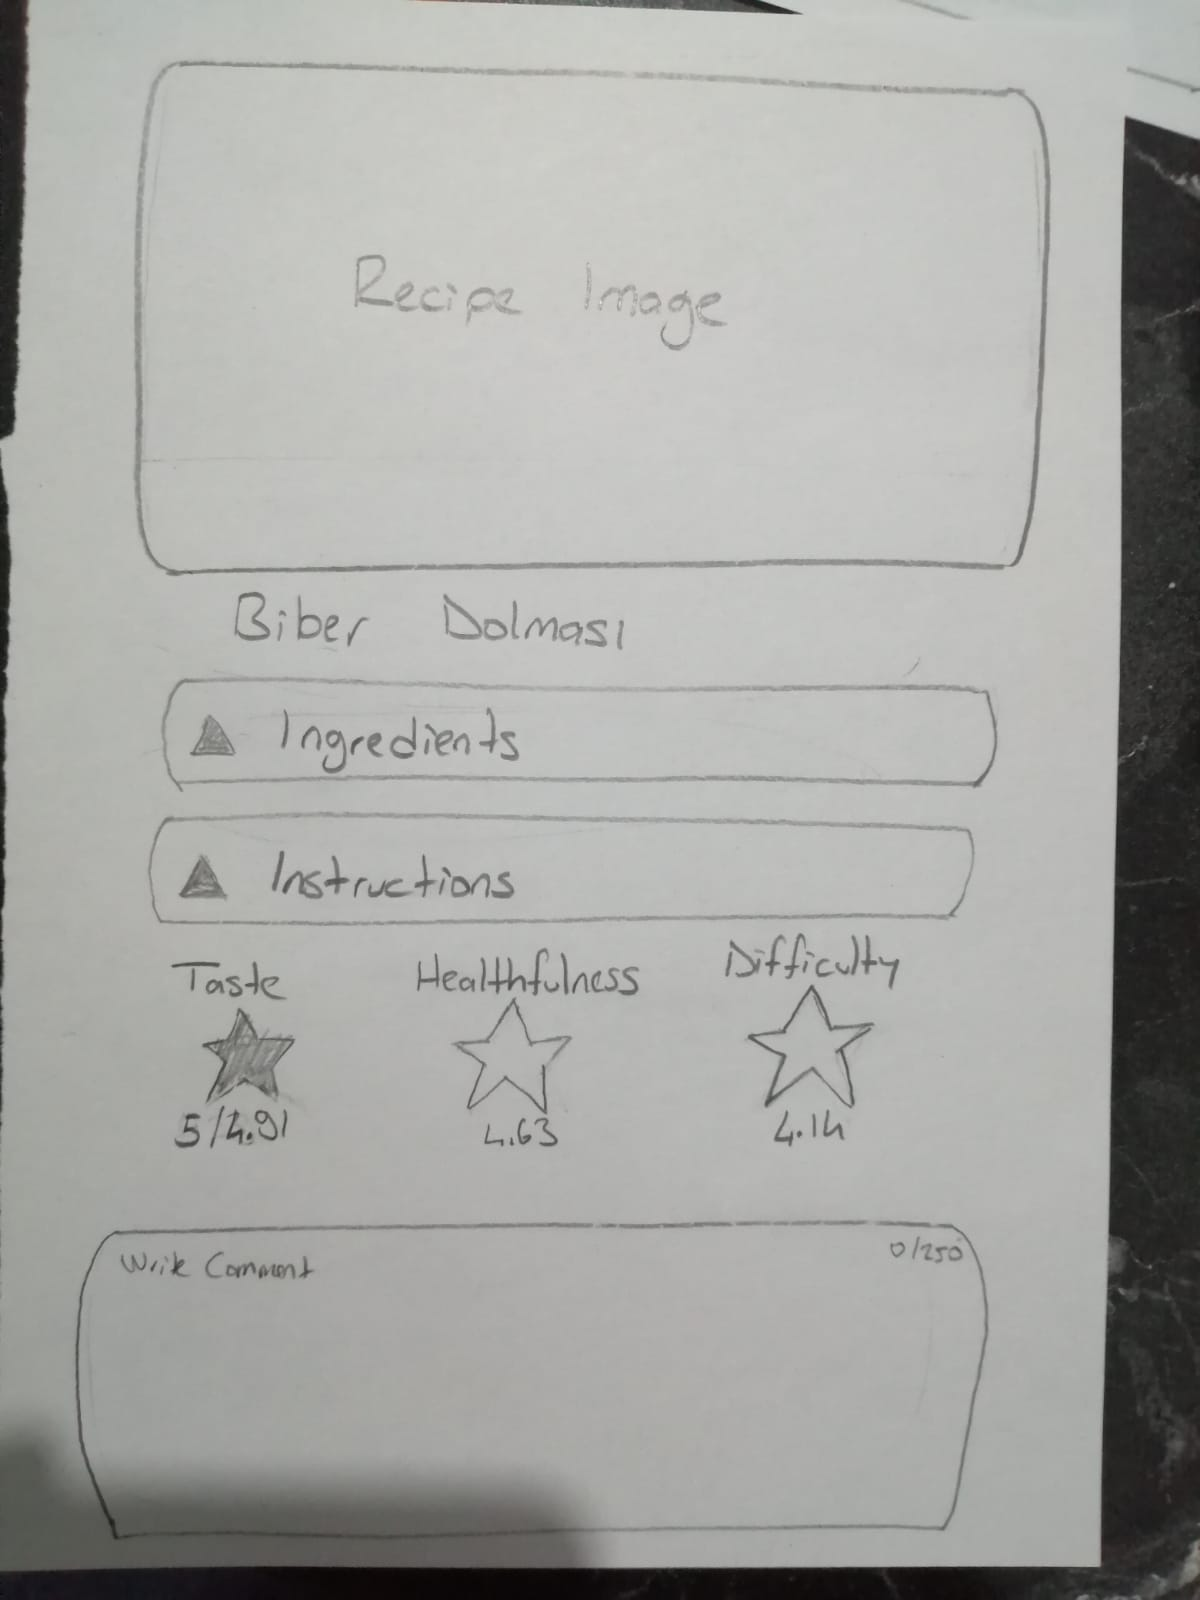 Recipe Image
Biber Dolması
Ingredients
Instructions
Taste Healthfulness Difficulty
5/4.91 4.63 4.14
Write Comment 0/250